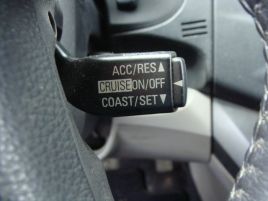 ACC/RES▲
CRUISE ON/OFF
COAST/SET▼